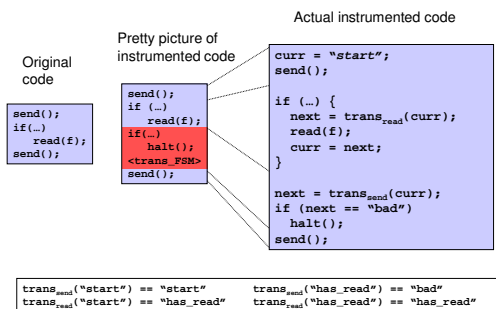 Original
code
send();
if(…)
read(f);
send();
Pretty picture of
instrumented code
send();
if (…)
read(f);
if(…)
halt();
<trans_FSM>
send();
Actual instrumented code
curr = “start”;
send();
if (…) {
next = trans_read(curr);
read(f);
curr = next;
}
next = trans_send(curr);
if (next == “bad”)
halt();
send();
trans_send(“start”) == “start” trans_send(“has_read”) == “bad”
trans_read(“start”) == “has_read” trans_read(“has_read”) == “has_read”